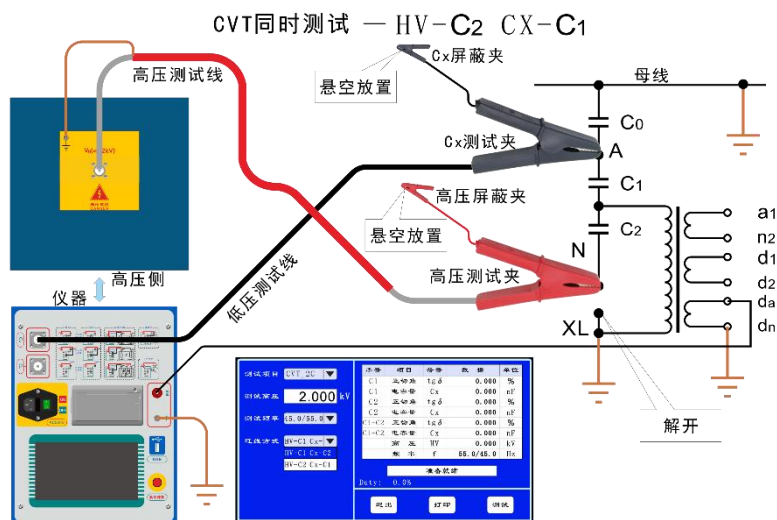 CVT同时测试 — HV-C2 CX-C1
高压测试线
Cx屏蔽夹
悬空放置
母线
C0
Cx测试夹
A
C1
高压屏蔽夹
悬空放置
C2
N
高压测试夹
低压测试线
高压侧
仪器
XL
a1
n2
d1
d2
da
dn
解开
测试项目 CVT 2C
测试高压 2.000 kV
测试频率 45.0/55.0
HV-C1 Cx-
HV-C1 Cx-C2
HV-C2 Cx-C1
序号 项目 符号 数据 单位
C1 正切角 tgδ 0.000 %
C1 电容量 Cx 0.000 nF
C2 正切角 tgδ 0.000 %
C2 电容量 Cx 0.000 nF
C1-C2 正切角 tgδ 0.000 %
C1-C2 电容量 Cx 0.000 nF
高压 HV 0.000 kV
频率 f 55.0/45.0 Hz
准备就绪
Duty: 0.0%
退出
打印
测试